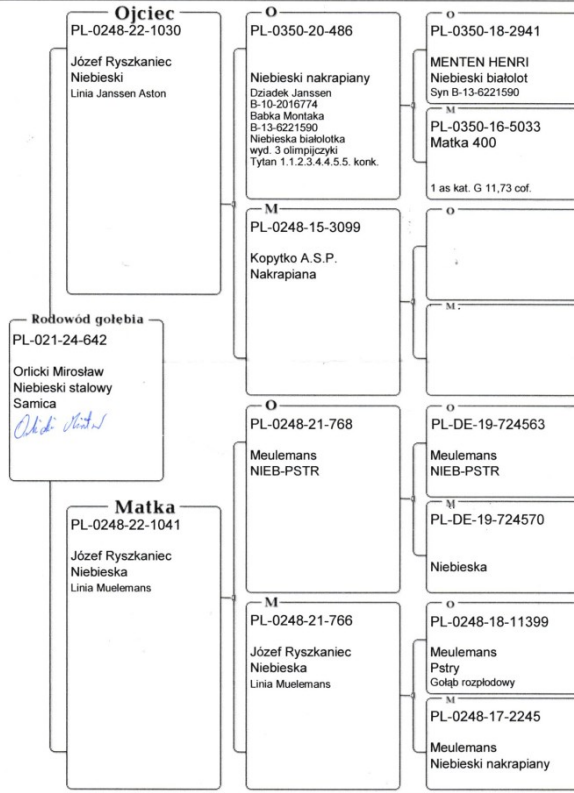 Rodowód gołębia
PL-021-24-642
Orlicki Mirosław
Niebieski stalowy
Samica
Ojciec
PL-0248-22-1030
Józef Ryszkaniec
Niebieski
Linia Janssen Aston
Matka
PL-0248-22-1041
Józef Ryszkaniec
Niebieska
Linia Muelemans
O
PL-0350-20-486
Niebieski nakrapiany
Dziadek Janssen
B-10-2016774
Babka Montaka
B-13-6221590
Niebieska białolotka
wyd. 3 olimpijczyki
Tytan 1.1.2.3.4.4.5.5. konk.
M
PL-0248-15-3099
Kopytko A.S.P.
Nakrapiana
O
PL-0248-21-768
Meulemans
NIEB-PSTR
M
PL-0248-21-766
Józef Ryszkaniec
Niebieska
Linia Muelemans
O
PL-0350-18-2941
MENTEN HENRI
Niebieski białolot
Syn B-13-6221590
M
PL-0350-16-5033
Matka 400
1 as kat. G 11,73 cof.
O
M
O
PL-DE-19-724563
Meulemans
NIEB-PSTR
M
PL-DE-19-724570
Niebieska
O
PL-0248-18-11399
Meulemans
Pstry
Gołąb rozpłodowy
M
PL-0248-17-2245
Meulemans
Niebieski nakrapiany